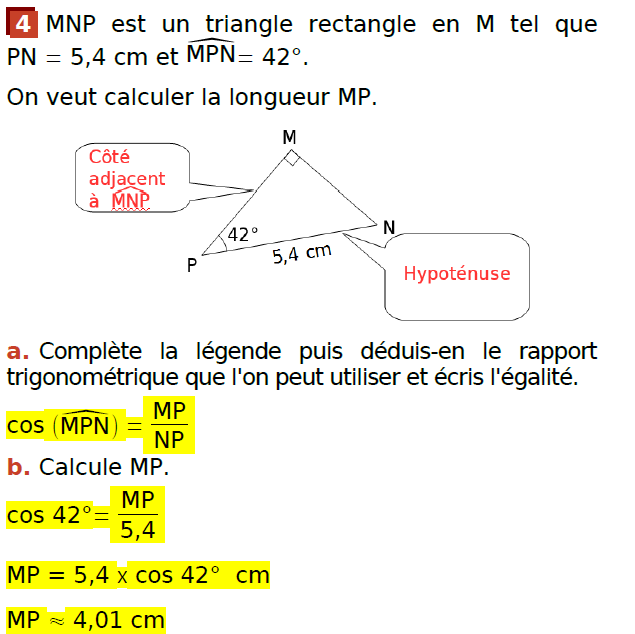 4 MNP est un triangle rectangle en M tel que
PN = 5,4 cm et MPN = 42°.
On veut calculer la longueur MP.
M
Côté
adjacent
à MNP
42°
N
5,4 cm
P
Hypoténuse
a. Complète la légende puis déduis-en le rapport
trigonométrique que l'on peut utiliser et écris l'égalité.
cos (MPN) = MP/NP
b. Calcule MP.
cos 42° = MP/5,4
MP = 5,4 x cos 42° cm
MP ≈ 4,01 cm